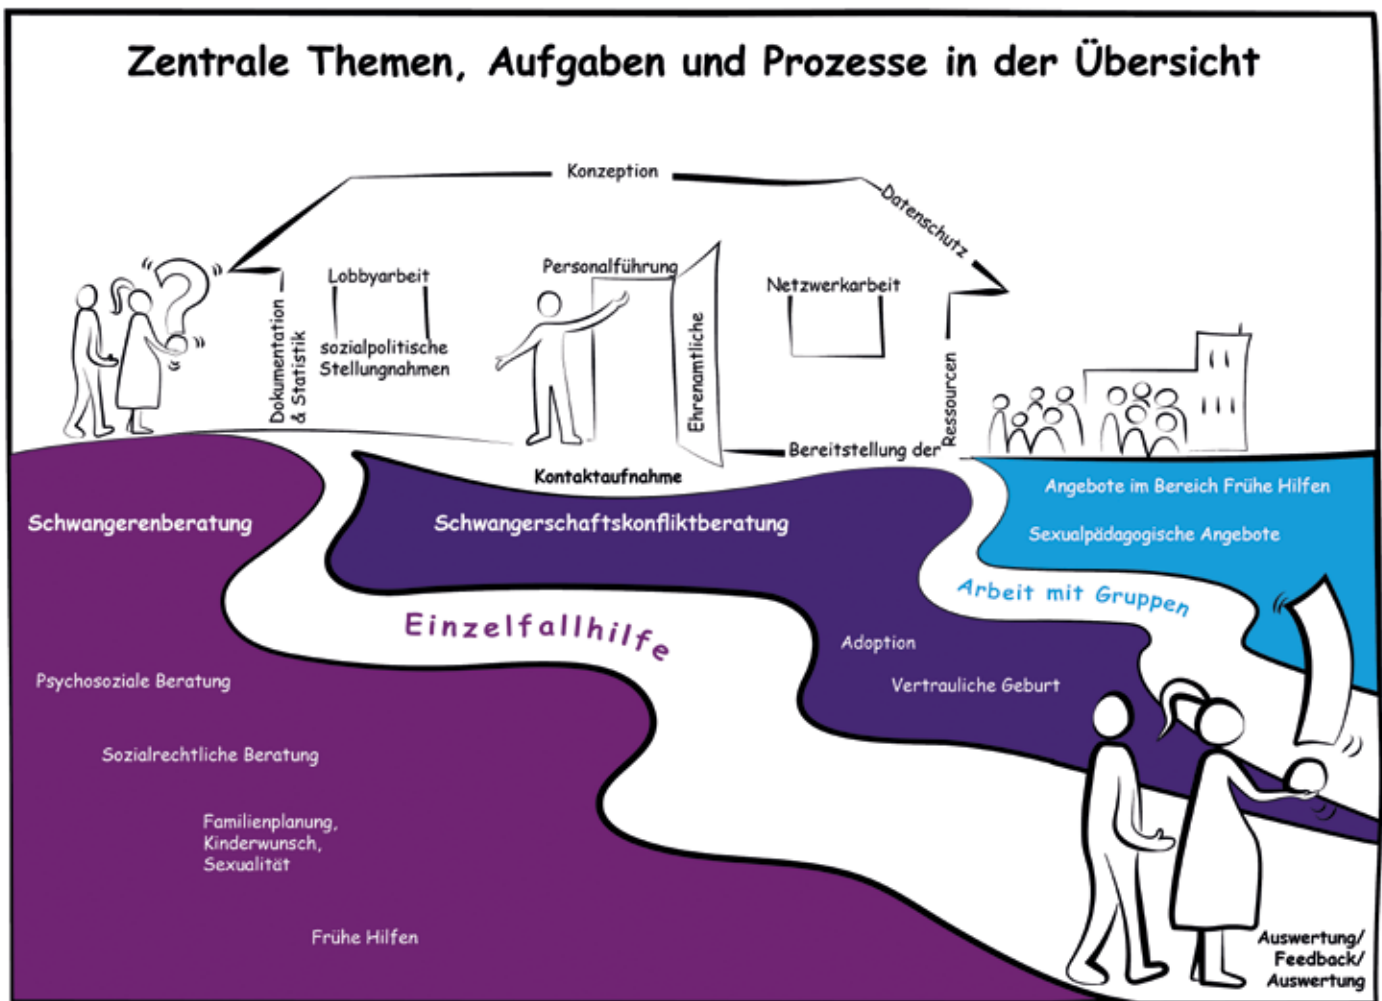 Zentrale Themen, Aufgaben und Prozesse in der Übersicht
Konzeption
Datenschutz
Lobbyarbeit
Personalführung
Netzwerkarbeit
Dokumentation
& Statistik
sozialpolitische
Stellungnahmen
Ehrenamtliche
Ressourcen
Bereitstellung der
Kontaktaufnahme
Schwangerenberatung
Schwangerschaftskonfliktberatung
Angebote im Bereich Frühe Hilfen
Sexualpädagogische Angebote
Arbeit mit Gruppen
Einzelfallhilfe
Adoption
Vertrauliche Geburt
Psychosoziale Beratung
Sozialrechtliche Beratung
Familienplanung,
Kinderwunsch,
Sexualität
Frühe Hilfen
Auswertung/
Feedback/
Auswertung